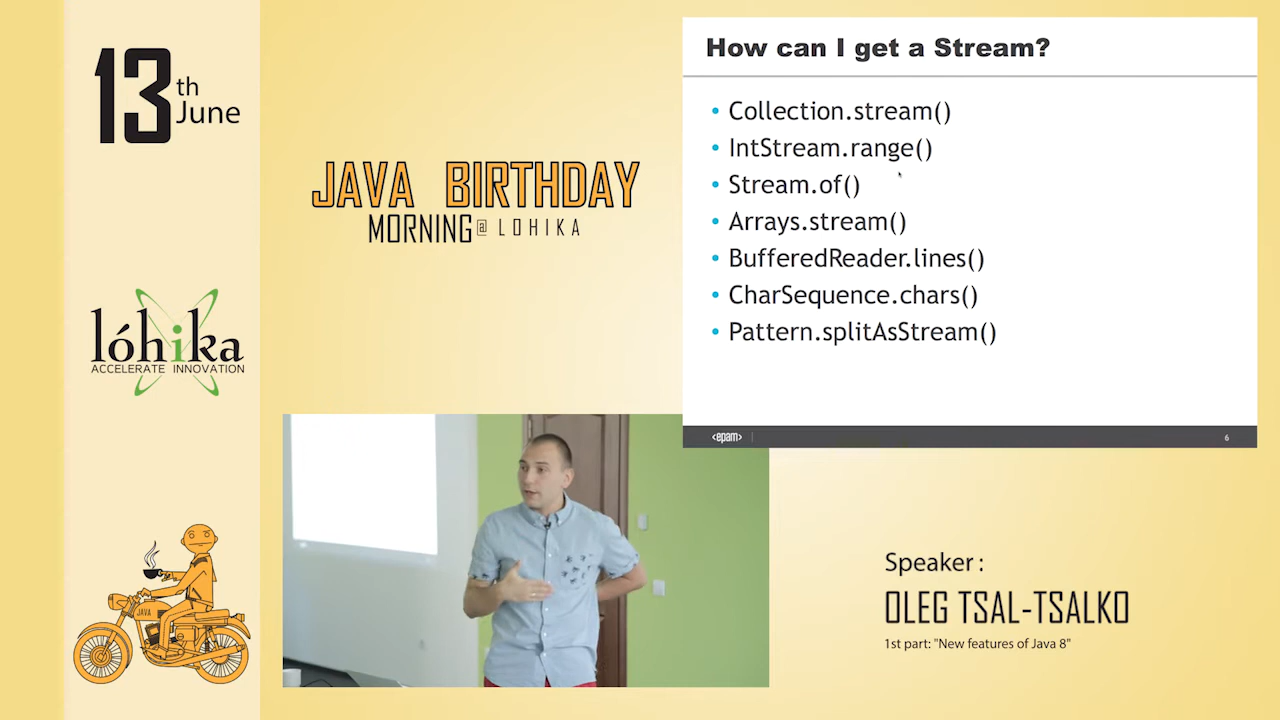 13th June
lóhika
ACCELERATE INNOVATION
JAVA
JAVA BIRTHDAY
MORNING@LOHIKA
How can I get a Stream?
• Collection.stream()
• IntStream.range()
• Stream.of()
• Arrays.stream()
• BufferedReader.lines()
• CharSequence.chars()
• Pattern.splitAsStream()
<epam>
6
Speaker :
OLEG TSAL-TSALKO
1st part: "New features of Java 8"